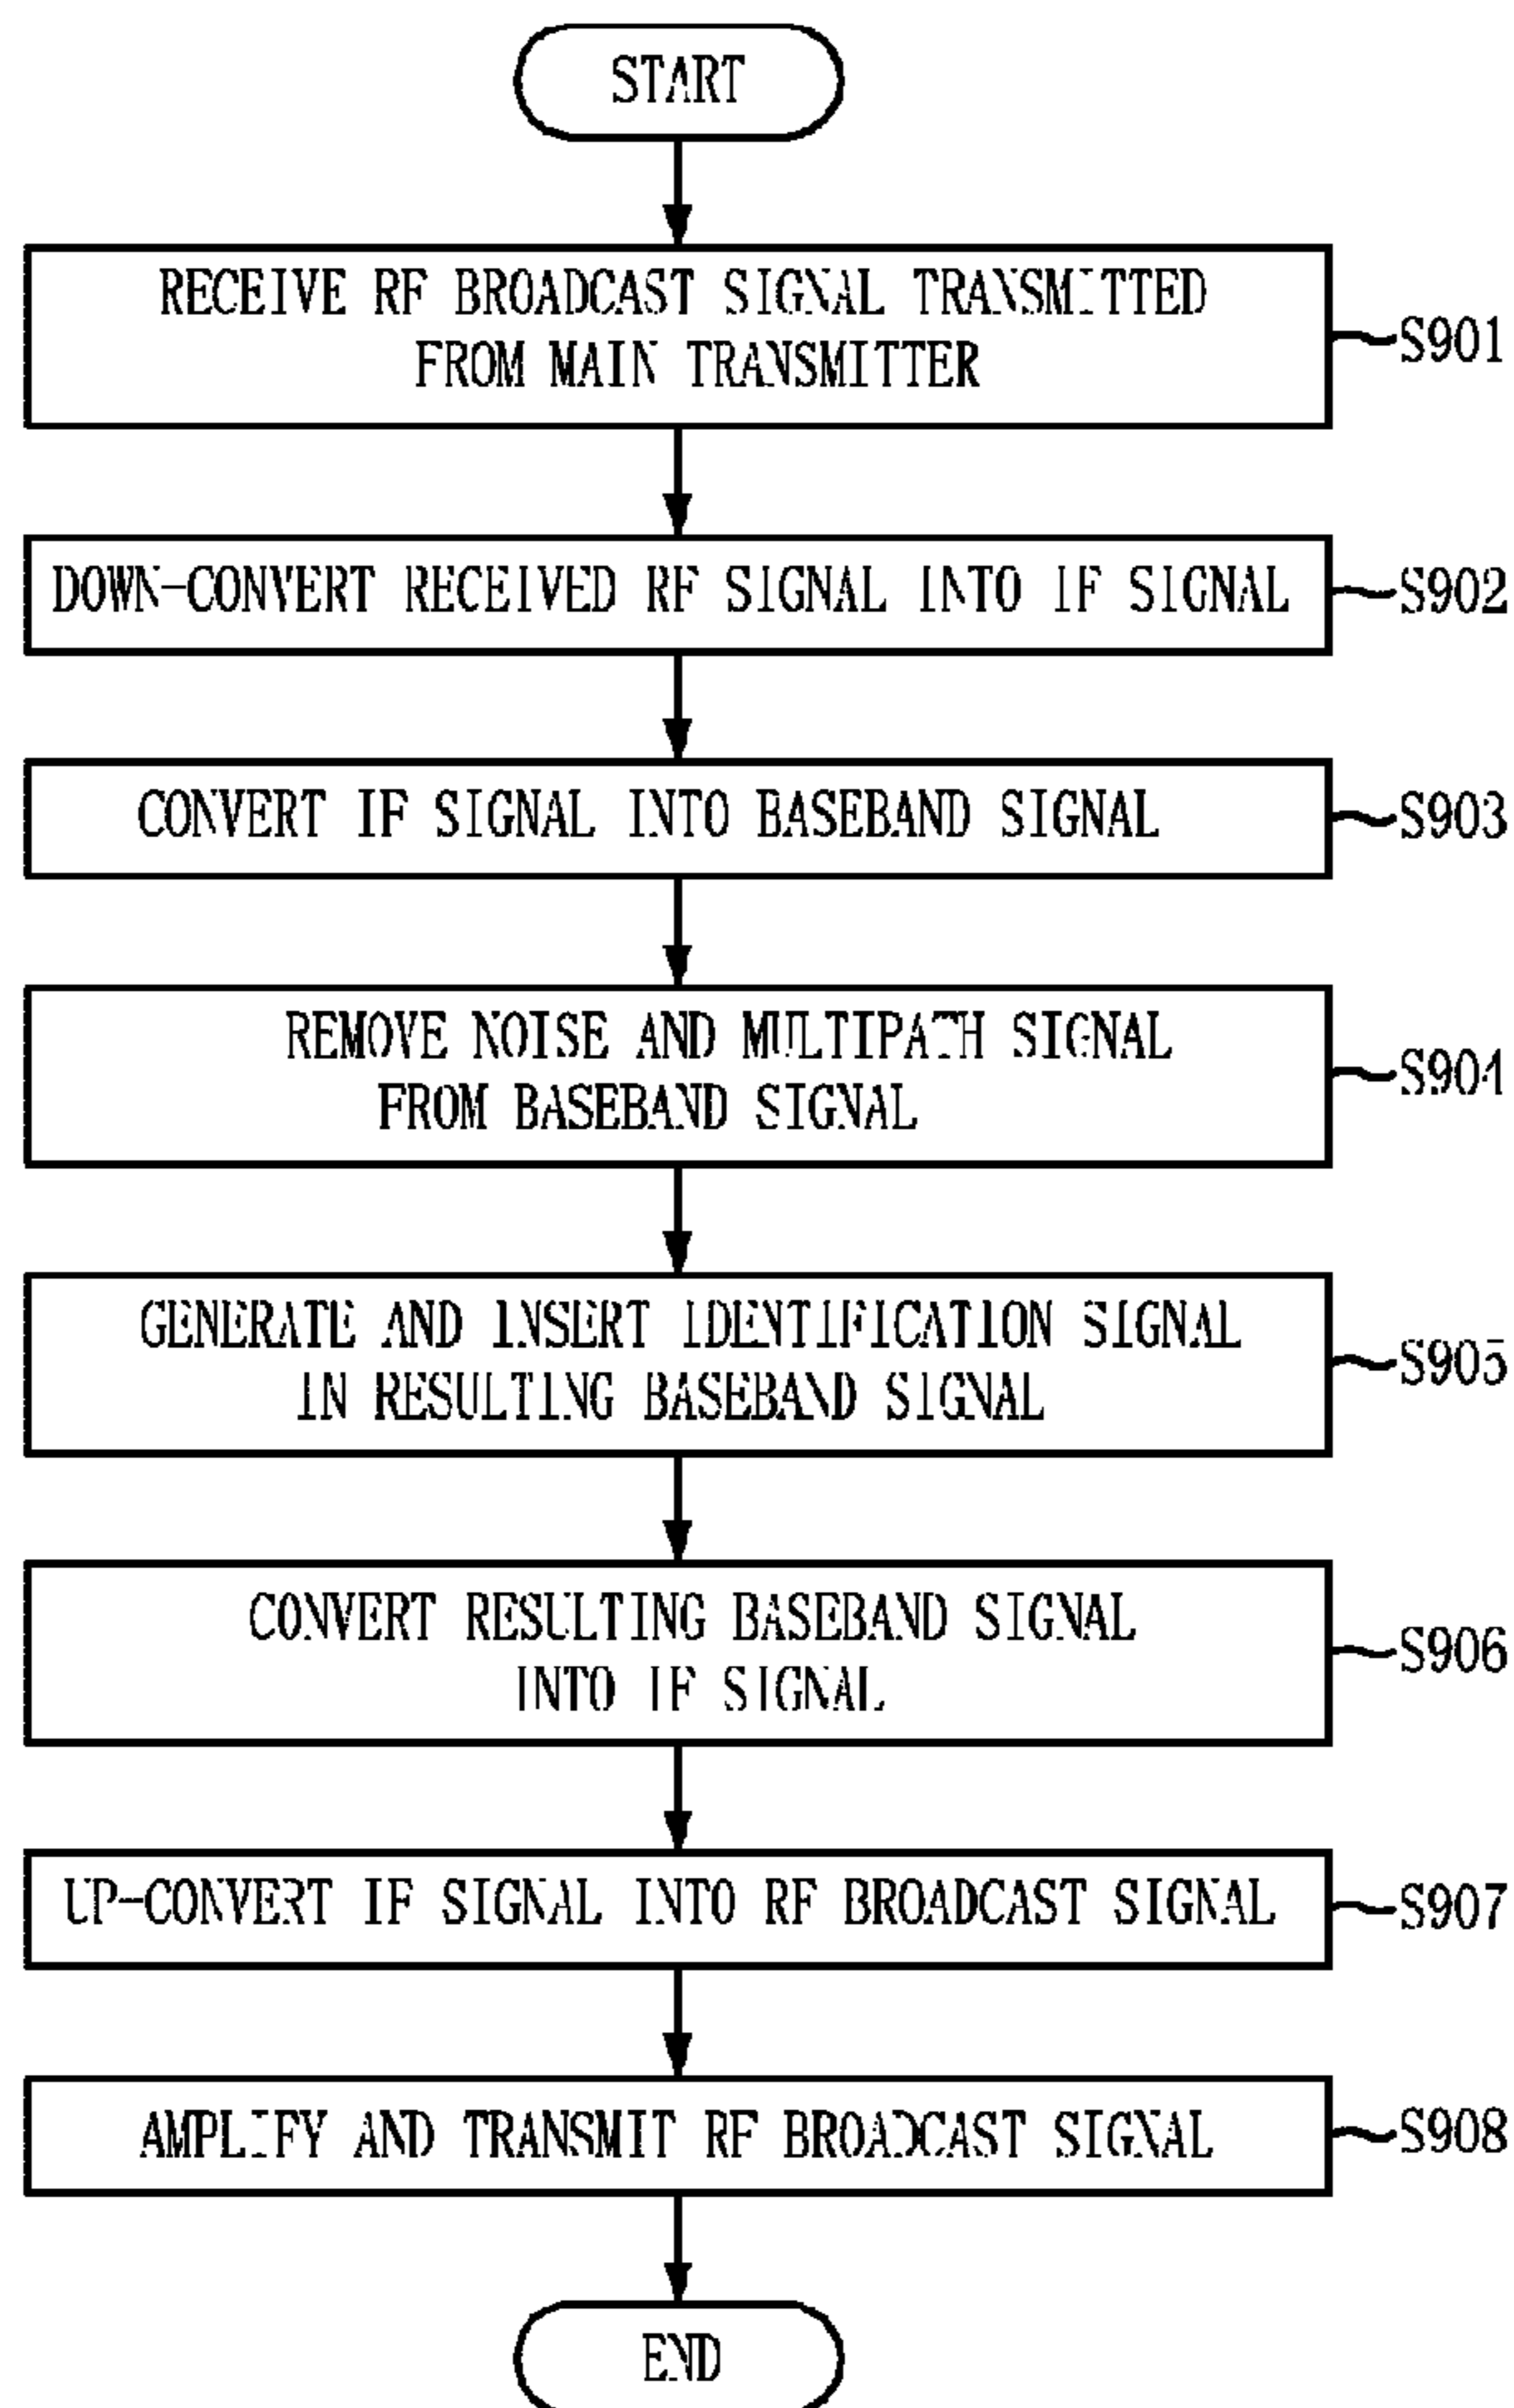 START
RECEIVE RF BROADCAST SIGNAL TRANSMITTED
FROM MAIN TRANSMITTER
S901
DOWN-CONVERT RECEIVED RF SIGNAL INTO IF SIGNAL
S902
CONVERT IF SIGNAL INTO BASEBAND SIGNAL
S903
REMOVE NOISE AND MULTIPATH SIGNAL
FROM BASEBAND SIGNAL
S904
GENERATE AND INSERT IDENTIFICATION SIGNAL
IN RESULTING BASEBAND SIGNAL
S905
CONVERT RESULTING BASEBAND SIGNAL
INTO IF SIGNAL
S906
UP-CONVERT IF SIGNAL INTO RF BROADCAST SIGNAL
S907
AMPLIFY AND TRANSMIT RF BROADCAST SIGNAL
S908
END